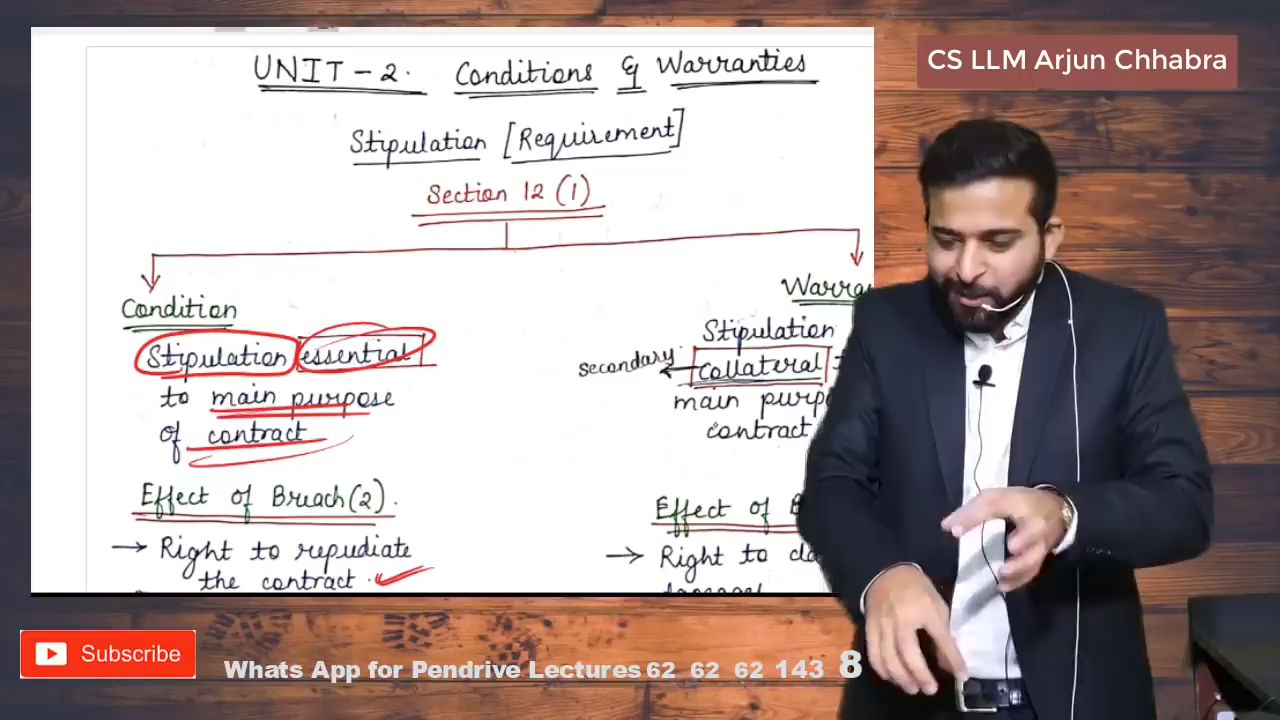 CS LLM Arjun Chhabra
UNIT-2. Conditions & Warranties
Stipulation [Requirement]
Section 12 (1)
Condition
Stipulation essential
to main purpose
of contract
Effect of Breach (2).
→ Right to repudiate
the contract.
Stipulation
secondary
collateral
main
contract
Effect of
→ Right to
Subscribe
Whats App for Pendrive Lectures 62 62 62 143 8